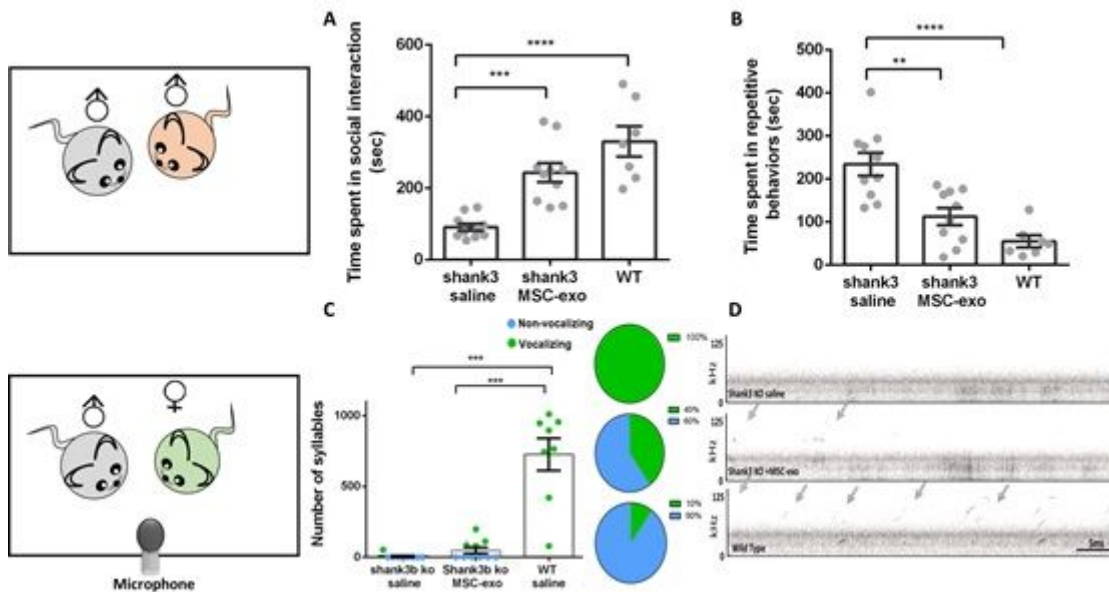 A
Time spent in social interaction
(sec)
600
400
200
0
****
***
shank3
saline
shank3
MSC-exo
WT
B
Time spent in repetitive
behaviors (sec)
500
400
300
200
100
0
****
**
shank3
saline
shank3
MSC-exo
WT
♂
♂
♂
♀
Microphone
C
Non-vocalizing
Vocalizing
Number of syllables
1000
500
0
***
***
shank3b ko
saline
Shank3b ko
MSC-exo
WT
saline
100%
40%
60%
10%
90%
D
125
kHz
0
Shank3 KO saline
125
kHz
0
Shank3 KO +MSC-exo
125
kHz
0
Wild Type
5ms